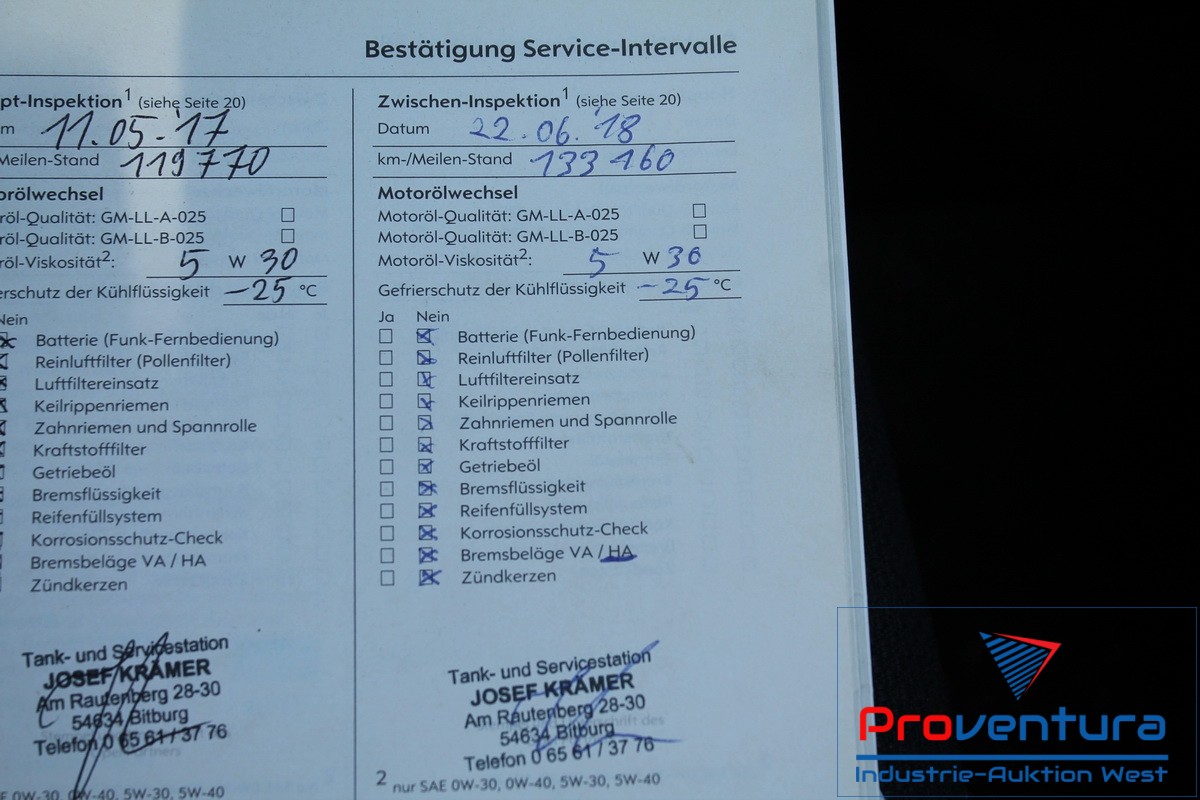 Bestätigung Service-Intervalle
pt-Inspektion¹ (siehe Seite 20)
m 11.05.'17
Meilen-Stand 119770
orölwechsel
röl-Qualität: GM-LL-A-025 ☐
röl-Qualität: GM-LL-B-025 ☐
röl-Viskosität²: 5 W 30
erschutz der Kühlflüssigkeit -25 °C
Nein
Batterie (Funk-Fernbedienung)
Reinluftfilter (Pollenfilter)
Luftfiltereinsatz
Keilrippenriemen
Zahnriemen und Spannrolle
Kraftstofffilter
Getriebeöl
Bremsflüssigkeit
Reifenfüllsystem
Korrosionsschutz-Check
Bremsbeläge VA / HA
Zündkerzen
Tank- und Servicestation
JOSEF KRÄMER
Am Rautenberg 28-30
54634 Bitburg
Telefon 0 65 61 / 37 76
E 0W-30, 0W-40, 5W-30, 5W-40
Zwischen-Inspektion¹ (siehe Seite 20)
Datum 22.06.'18
km-/Meilen-Stand 133160
Motorölwechsel
Motoröl-Qualität: GM-LL-A-025 ☐
Motoröl-Qualität: GM-LL-B-025 ☐
Motoröl-Viskosität²: 5 W 30
Gefrierschutz der Kühlflüssigkeit -25 °C
Ja Nein
☐ ☒ Batterie (Funk-Fernbedienung)
☐ ☒ Reinluftfilter (Pollenfilter)
☐ ☒ Luftfiltereinsatz
☐ ☒ Keilrippenriemen
☐ ☒ Zahnriemen und Spannrolle
☐ ☒ Kraftstofffilter
☐ ☒ Getriebeöl
☐ ☒ Bremsflüssigkeit
☐ ☒ Reifenfüllsystem
☐ ☒ Korrosionsschutz-Check
☐ ☒ Bremsbeläge VA / HA
☐ ☒ Zündkerzen
Tank- und Servicestation
JOSEF KRÄMER
Am Rautenberg 28-30
54634 Bitburg
Telefon 0 65 61 / 37 76
² nur SAE 0W-30, 0W-40, 5W-30, 5W-40
Proventura
Industrie-Auktion West